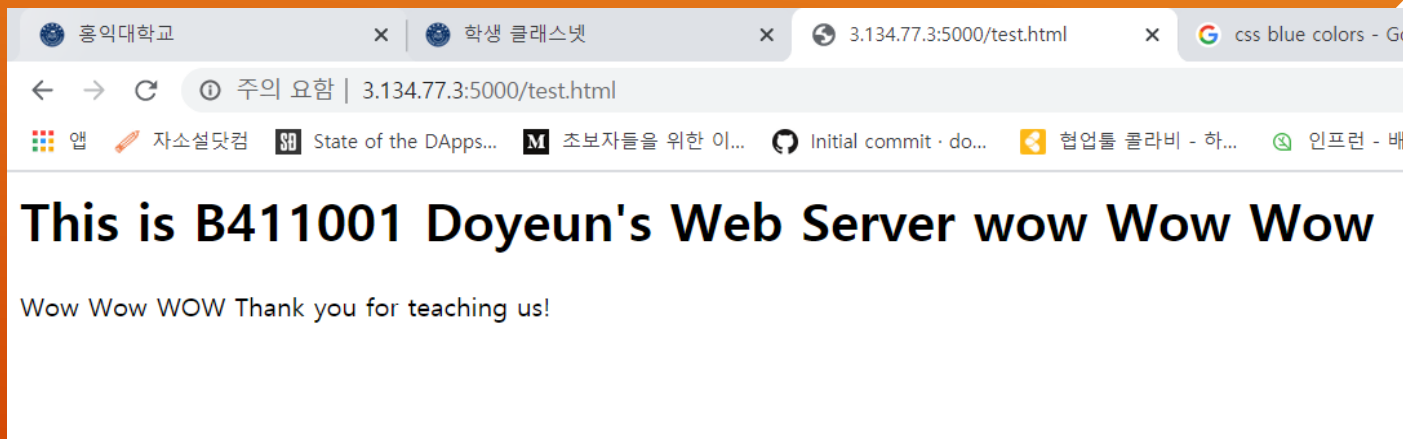 홍익대학교 학생 클래스넷 3.134.77.3:5000/test.html css blue colors - Go
주의 요함 | 3.134.77.3:5000/test.html
앱 자소설닷컴 State of the DApps... 초보자들을 위한 이... Initial commit · do... 협업툴 콜라비 - 하... 인프런 - 배
This is B411001 Doyeun's Web Server wow Wow Wow
Wow Wow WOW Thank you for teaching us!